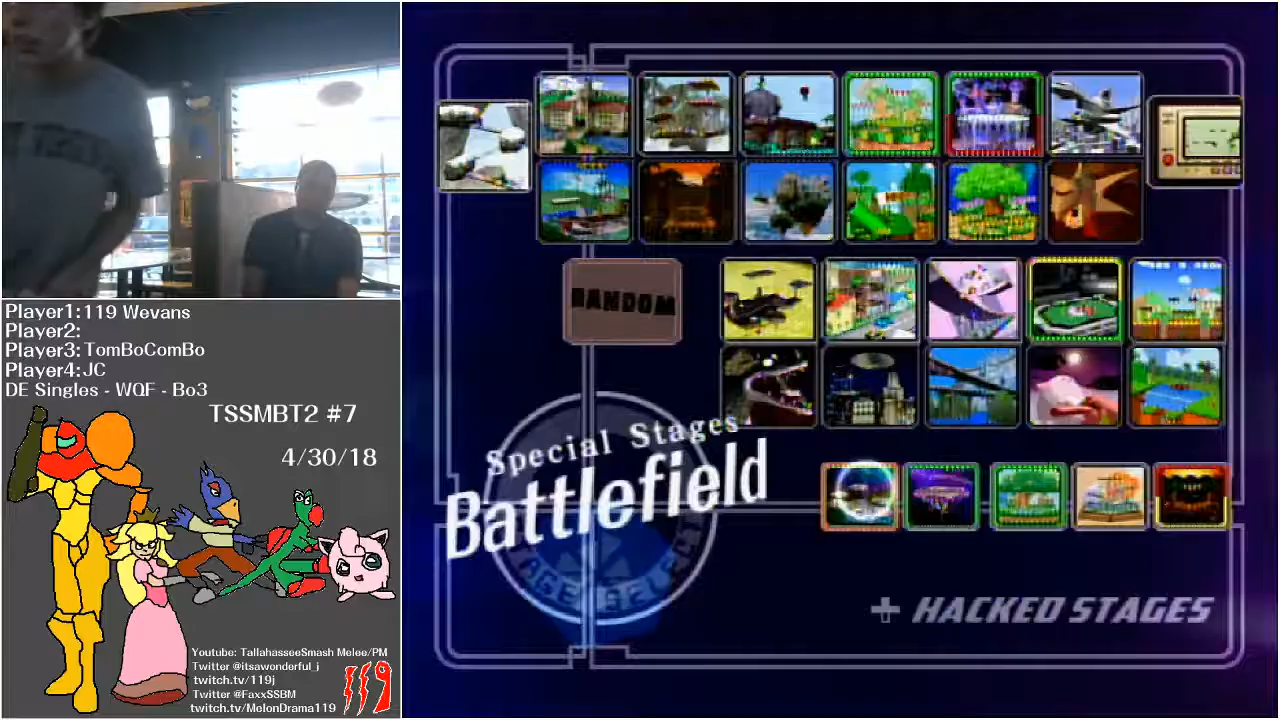 Player1: 119 Wevans
Player2:
Player3: TomBoComBo
Player4: JC
DE Singles - WQF - Bo3
TSSMBT2 #7
4/30/18
Youtube: TallahasseeSmash Melee/PM
Twitter @itsawonderful_j
twitch.tv/119j
Twitter @FaxxSSBM
twitch.tv/MelonDrama119
119
RANDOM
Special Stages
Battlefield
STAGE SELECT
+ HACKED STAGES